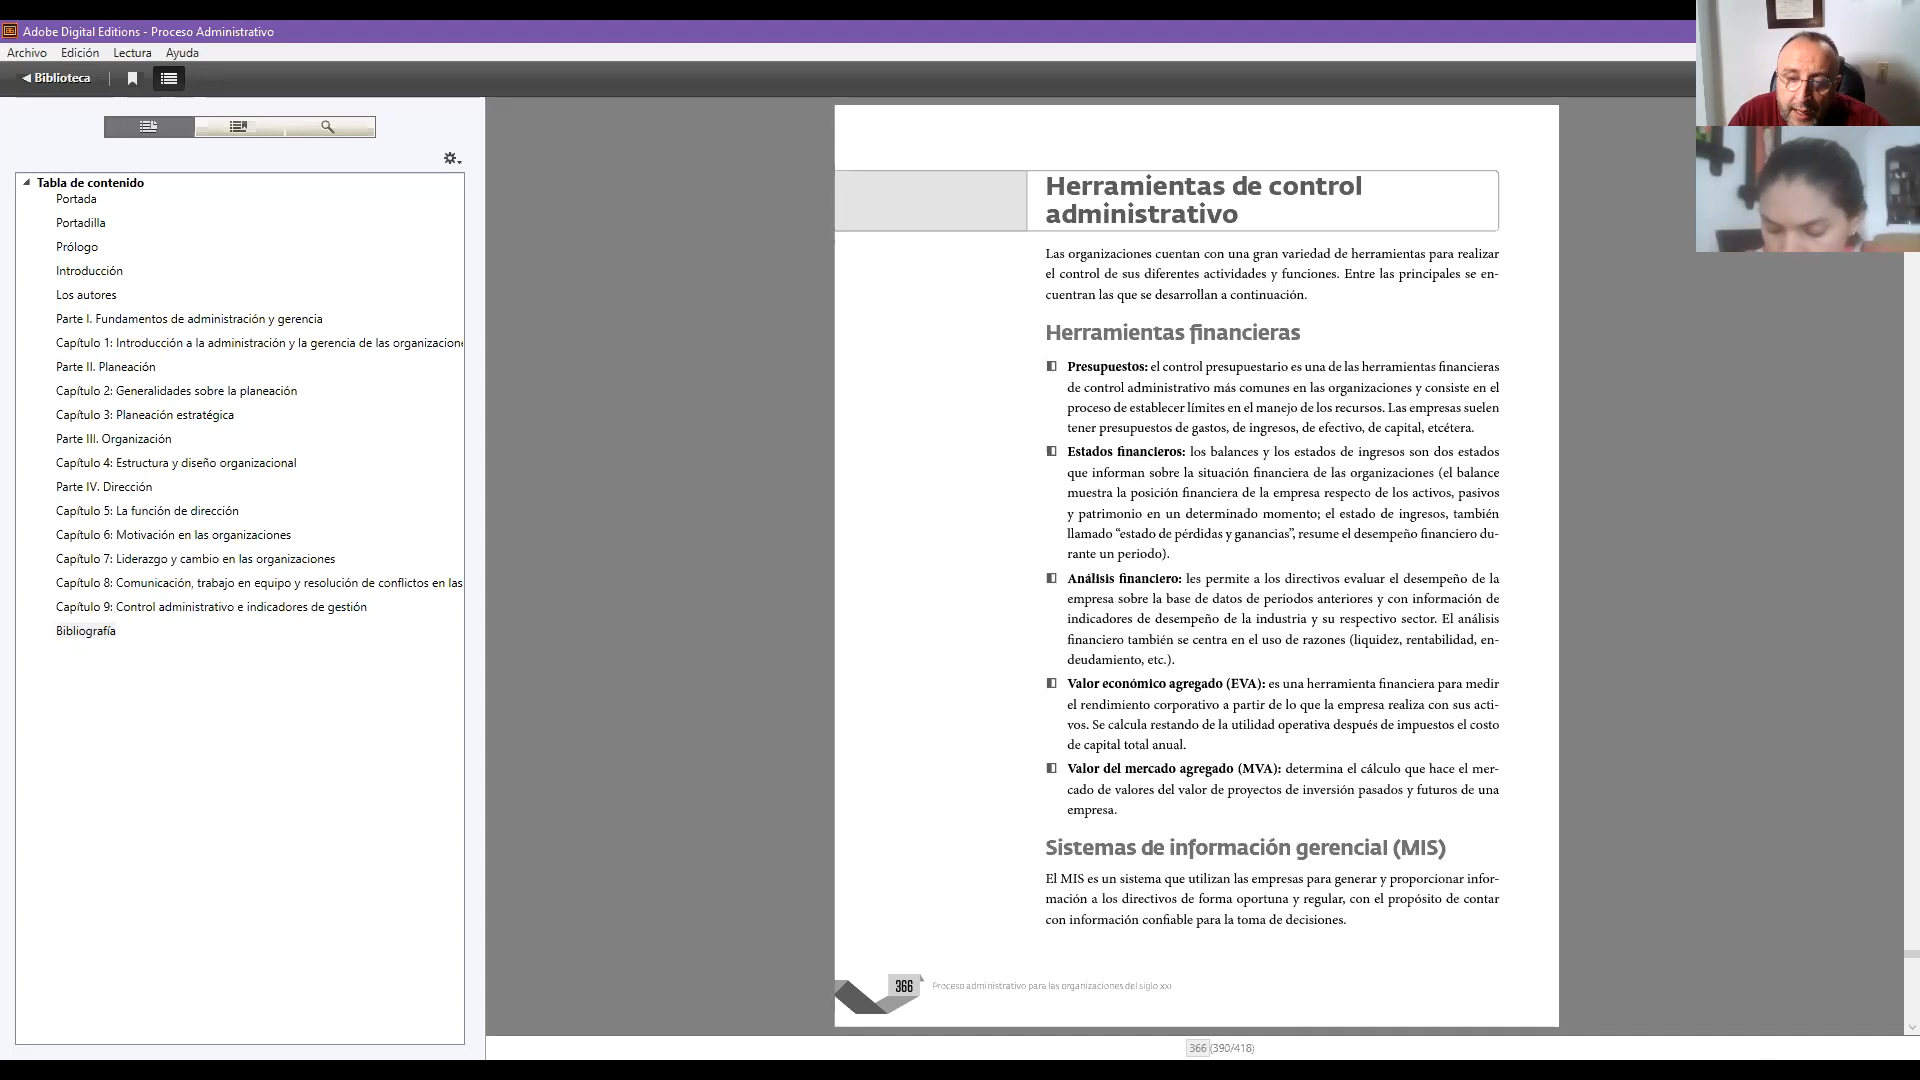 Adobe Digital Editions - Proceso Administrativo
Archivo Edición Lectura Ayuda
Biblioteca
Tabla de contenido
Portada
Portadilla
Prólogo
Introducción
Los autores
Parte I. Fundamentos de administración y gerencia
Capítulo 1: Introducción a la administración y la gerencia de las organizacione
Parte II. Planeación
Capítulo 2: Generalidades sobre la planeación
Capítulo 3: Planeación estratégica
Parte III. Organización
Capítulo 4: Estructura y diseño organizacional
Parte IV. Dirección
Capítulo 5: La función de dirección
Capítulo 6: Motivación en las organizaciones
Capítulo 7: Liderazgo y cambio en las organizaciones
Capítulo 8: Comunicación, trabajo en equipo y resolución de conflictos en las
Capítulo 9: Control administrativo e indicadores de gestión
Bibliografía
Herramientas de control
administrativo
Las organizaciones cuentan con una gran variedad de herramientas para realizar
el control de sus diferentes actividades y funciones. Entre las principales se en-
cuentran las que se desarrollan a continuación.
Herramientas financieras
Presupuestos: el control presupuestario es una de las herramientas financieras
de control administrativo más comunes en las organizaciones y consiste en el
proceso de establecer límites en el manejo de los recursos. Las empresas suelen
tener presupuestos de gastos, de ingresos, de efectivo, de capital, etcétera.
Estados financieros: los balances y los estados de ingresos son dos estados
que informan sobre la situación financiera de las organizaciones (el balance
muestra la posición financiera de la empresa respecto de los activos, pasivos
y patrimonio en un determinado momento; el estado de ingresos, también
llamado “estado de pérdidas y ganancias”, resume el desempeño financiero du-
rante un periodo).
Análisis financiero: les permite a los directivos evaluar el desempeño de la
empresa sobre la base de datos de periodos anteriores y con información de
indicadores de desempeño de la industria y su respectivo sector. El análisis
financiero también se centra en el uso de razones (liquidez, rentabilidad, en-
deudamiento, etc.).
Valor económico agregado (EVA): es una herramienta financiera para medir
el rendimiento corporativo a partir de lo que la empresa realiza con sus acti-
vos. Se calcula restando de la utilidad operativa después de impuestos el costo
de capital total anual.
Valor del mercado agregado (MVA): determina el cálculo que hace el mer-
cado de valores del valor de proyectos de inversión pasados y futuros de una
empresa.
Sistemas de información gerencial (MIS)
El MIS es un sistema que utilizan las empresas para generar y proporcionar infor-
mación a los directivos de forma oportuna y regular, con el propósito de contar
con información confiable para la toma de decisiones.
366 Proceso administrativo para las organizaciones del siglo XXI
366 (390/418)